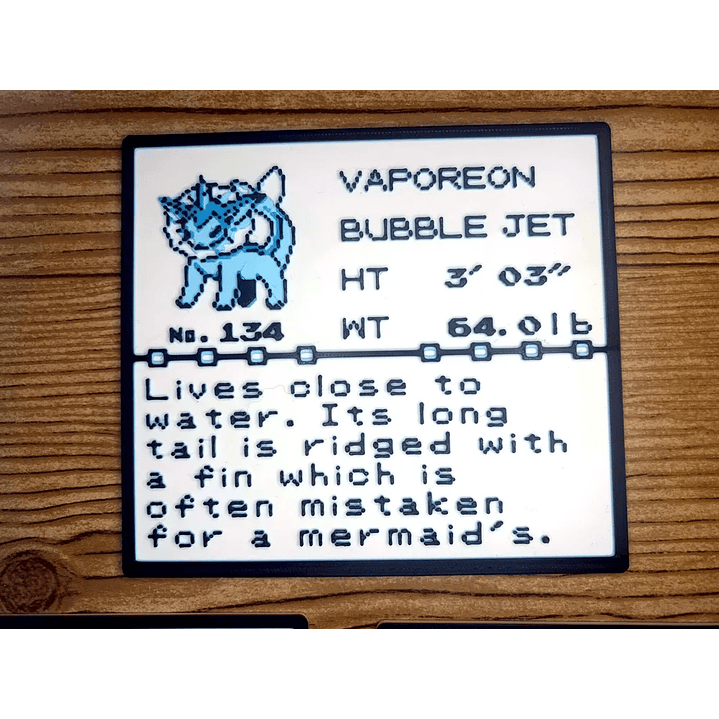 VAPOREON
BUBBLE JET
HT 3′ 03″
WT 64.0lb
No. 134
Lives close to
water. Its long
tail is ridged with
a fin which is
often mistaken
for a mermaid's.